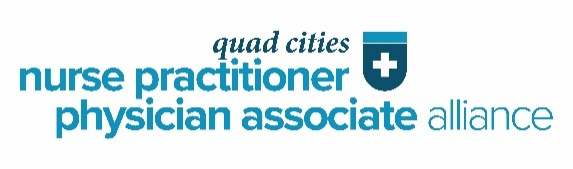 quad cities
nurse practitioner
physician associate alliance